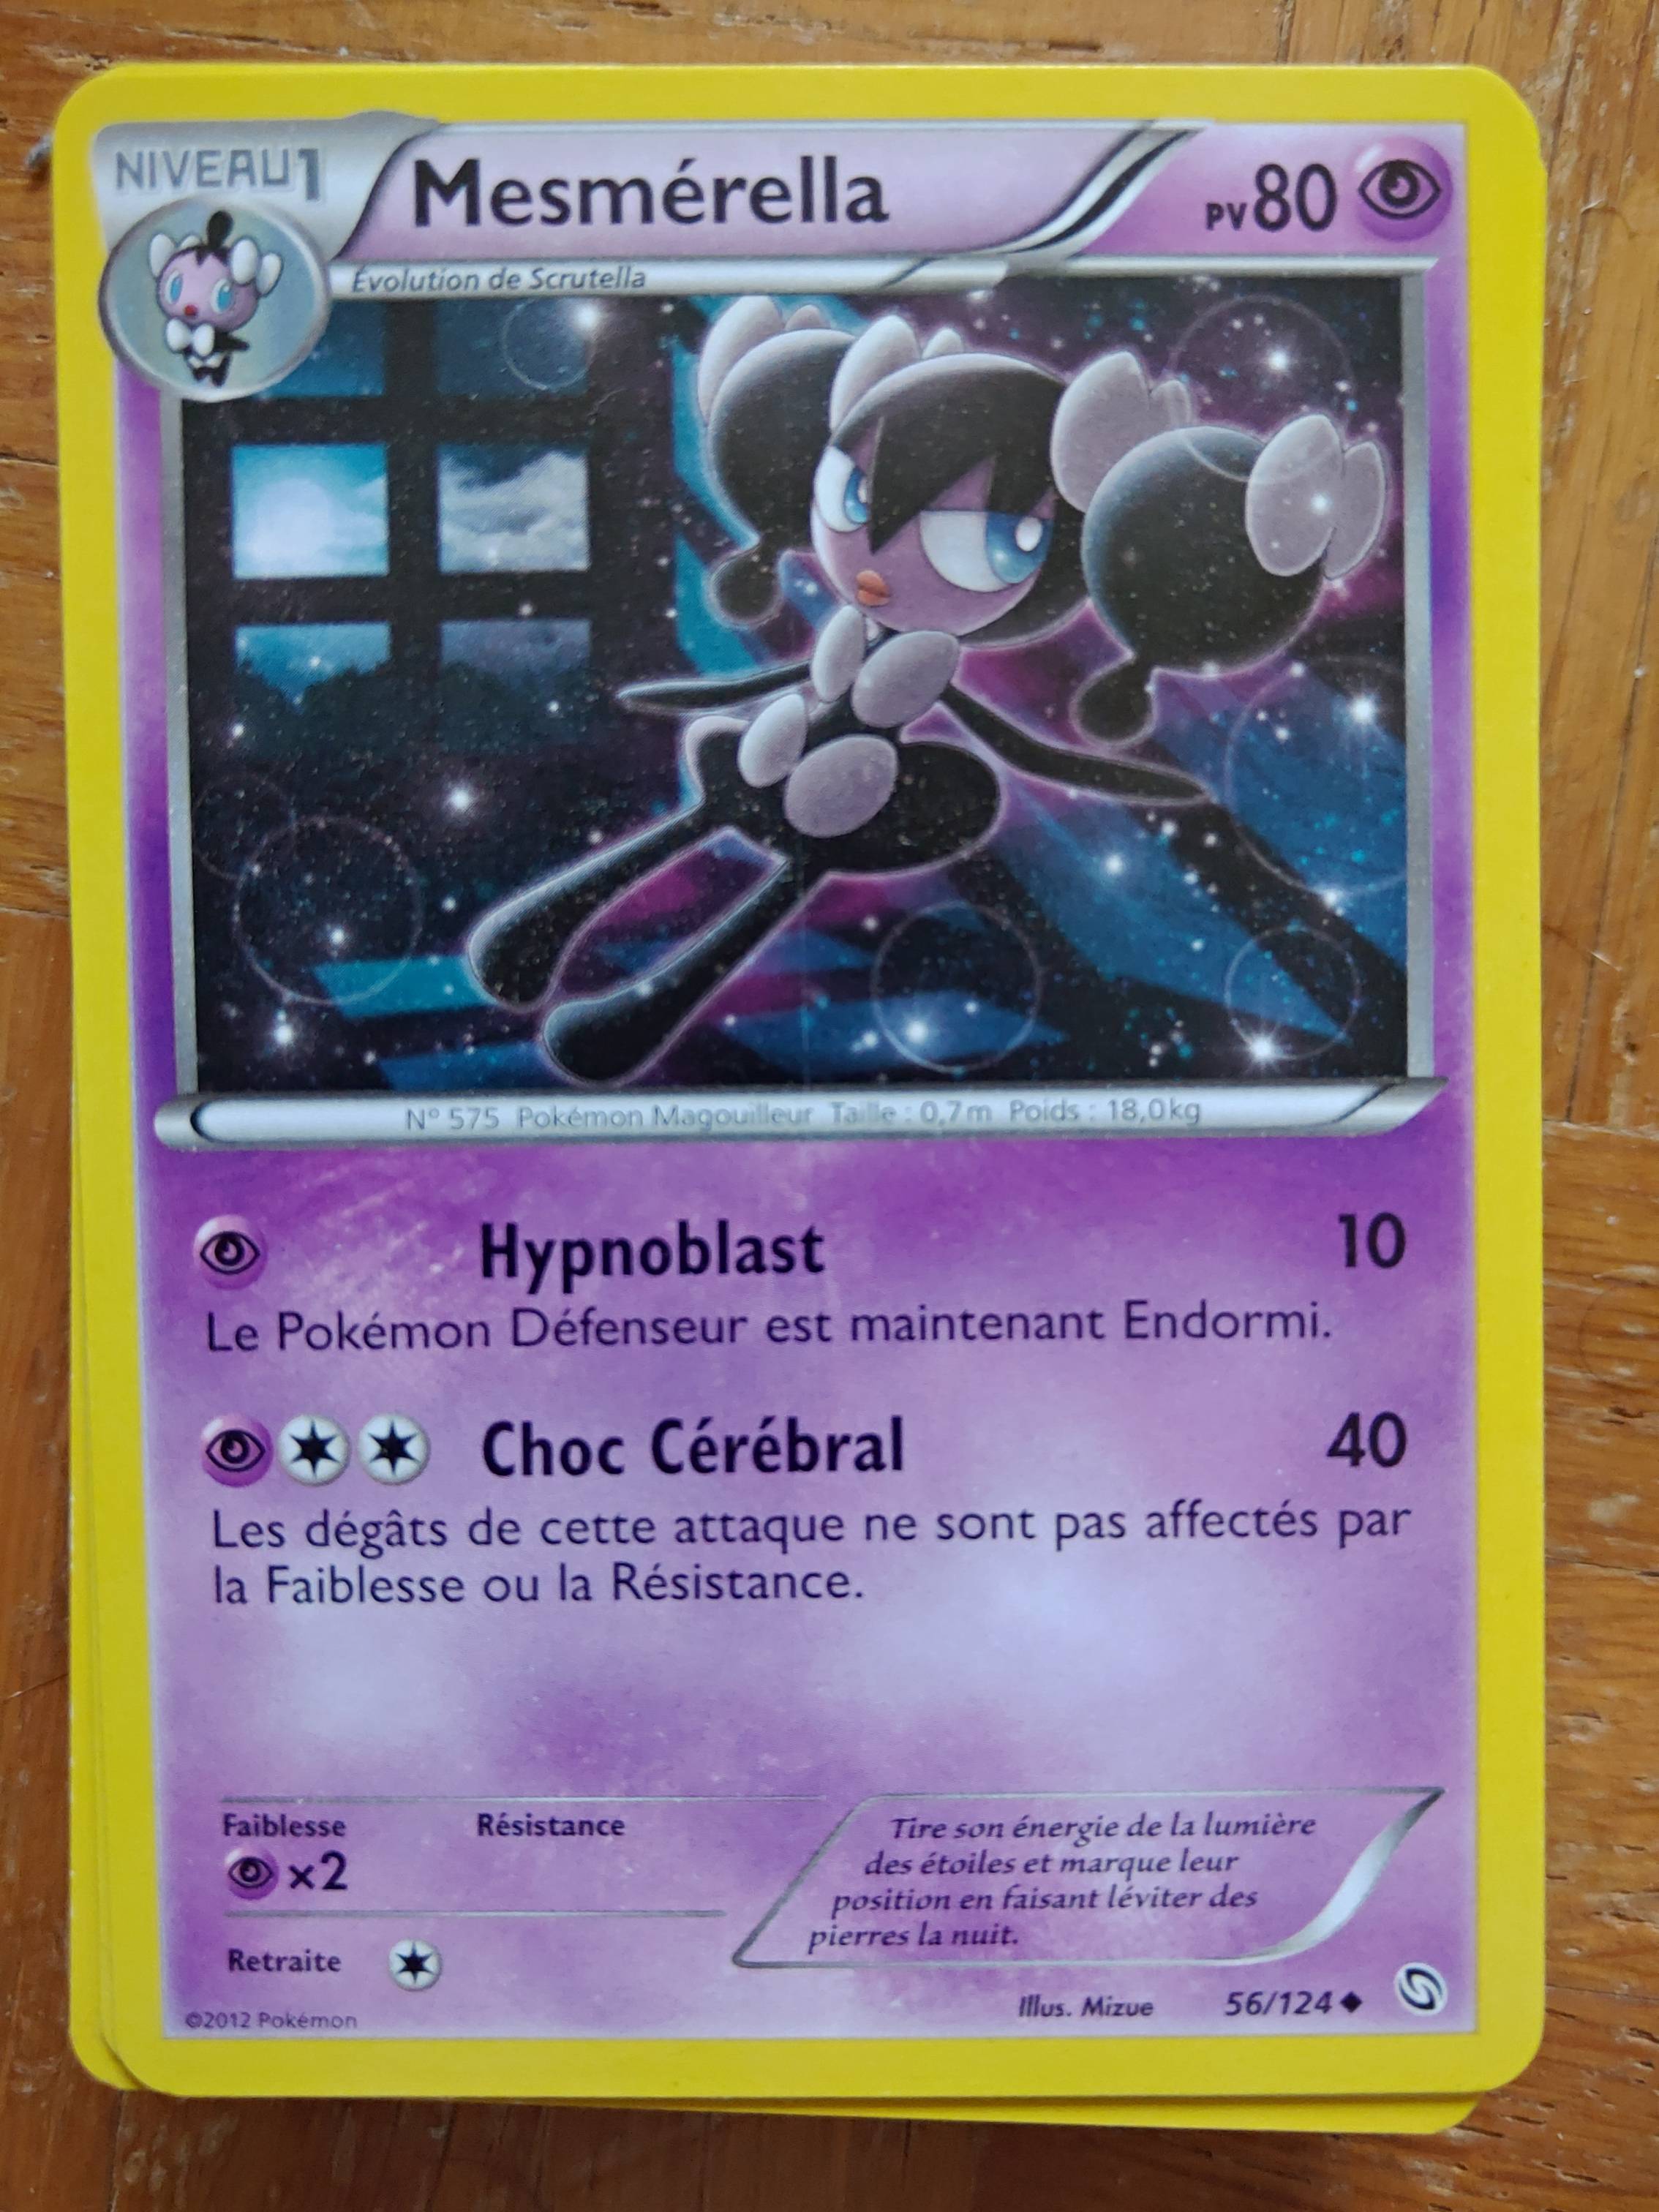 NIVEAU1
Mesmérella
PV80
Évolution de Scrutella
N° 575 Pokémon Magouilleur Taille : 0,7m Poids : 18,0kg
Hypnoblast 10
Le Pokémon Défenseur est maintenant Endormi.
Choc Cérébral 40
Les dégâts de cette attaque ne sont pas affectés par
la Faiblesse ou la Résistance.
Faiblesse Résistance
×2
Retraite
Tire son énergie de la lumière
des étoiles et marque leur
position en faisant léviter des
pierres la nuit.
Illus. Mizue 56/124
©2012 Pokémon